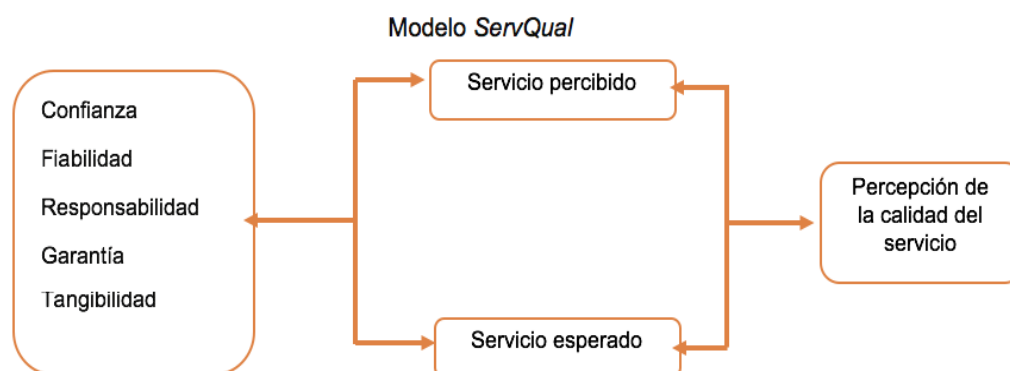 Modelo ServQual
Confianza
Fiabilidad
Responsabilidad
Garantía
Tangibilidad
Servicio percibido
Servicio esperado
Percepción de
la calidad del
servicio